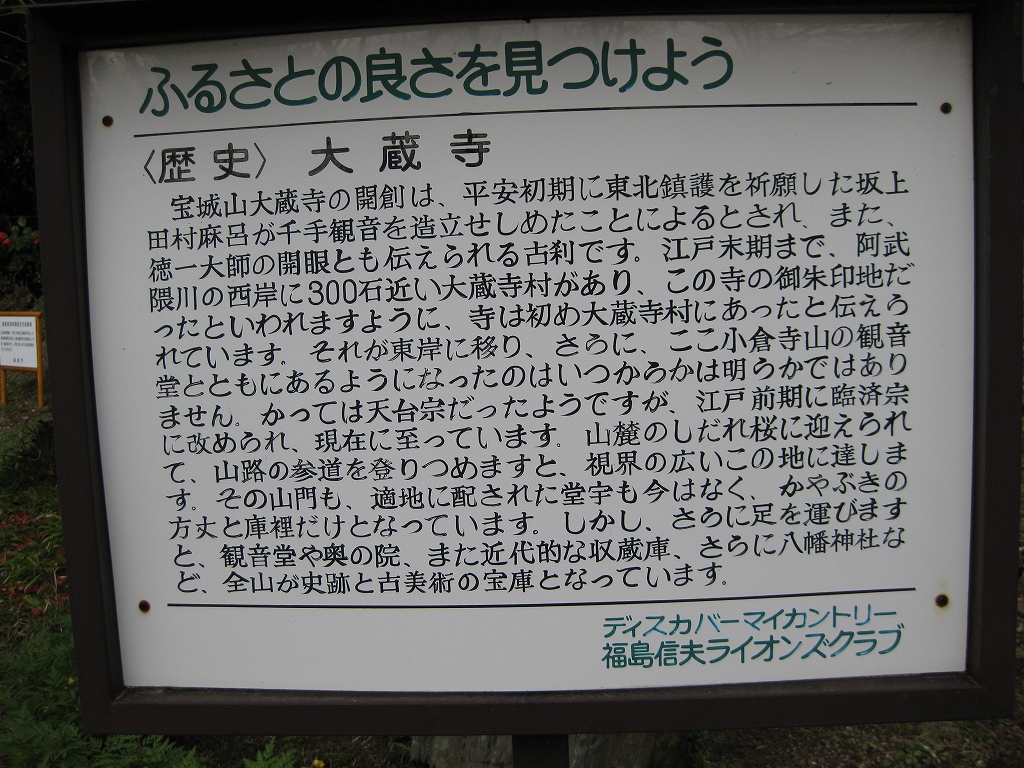 ふるさとの良さを見つけよう
〈歴史〉 大蔵寺
宝城山大蔵寺の開創は、平安初期に東北鎮護を祈願した坂上
田村麻呂が千手観音を造立せしめたことによるとされ、また、
徳一大師の開眼とも伝えられる古刹です。江戸末期まで、阿武
隈川の西岸に300石近い大蔵寺村があり、この寺の御朱印地だ
ったといわれますように、寺は初め大蔵寺村にあったと伝えら
れています。それが東岸に移り、さらに、ここ小倉寺山の観音
堂とともにあるようになったのはいつからかは明らかではあり
ません。かっては天台宗だったようですが、江戸前期に臨済宗
に改められ、現在に至っています。山麓のしだれ桜に迎えられ
て、山路の参道を登りつめますと、視界の広いこの地に達しま
す。その山門も、適地に配された堂宇も今はなく、かやぶきの
方丈と庫裡だけとなっています。しかし、さらに足を運びます
と、観音堂や奥の院、また近代的な収蔵庫、さらに八幡神社な
ど、全山が史跡と古美術の宝庫となっています。
ディスカバーマイカントリー
福島信夫ライオンズクラブ